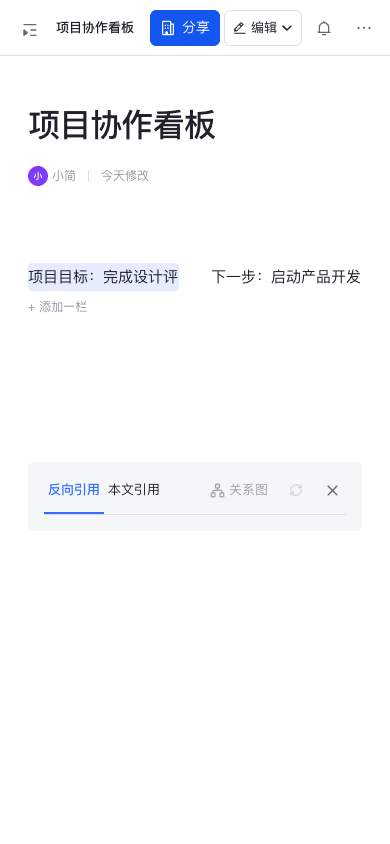 项目协作看板 分享 编辑
项目协作看板
小 小简 今天修改
项目目标：完成设计评 下一步：启动产品开发
+ 添加一栏
反向引用 本文引用 关系图